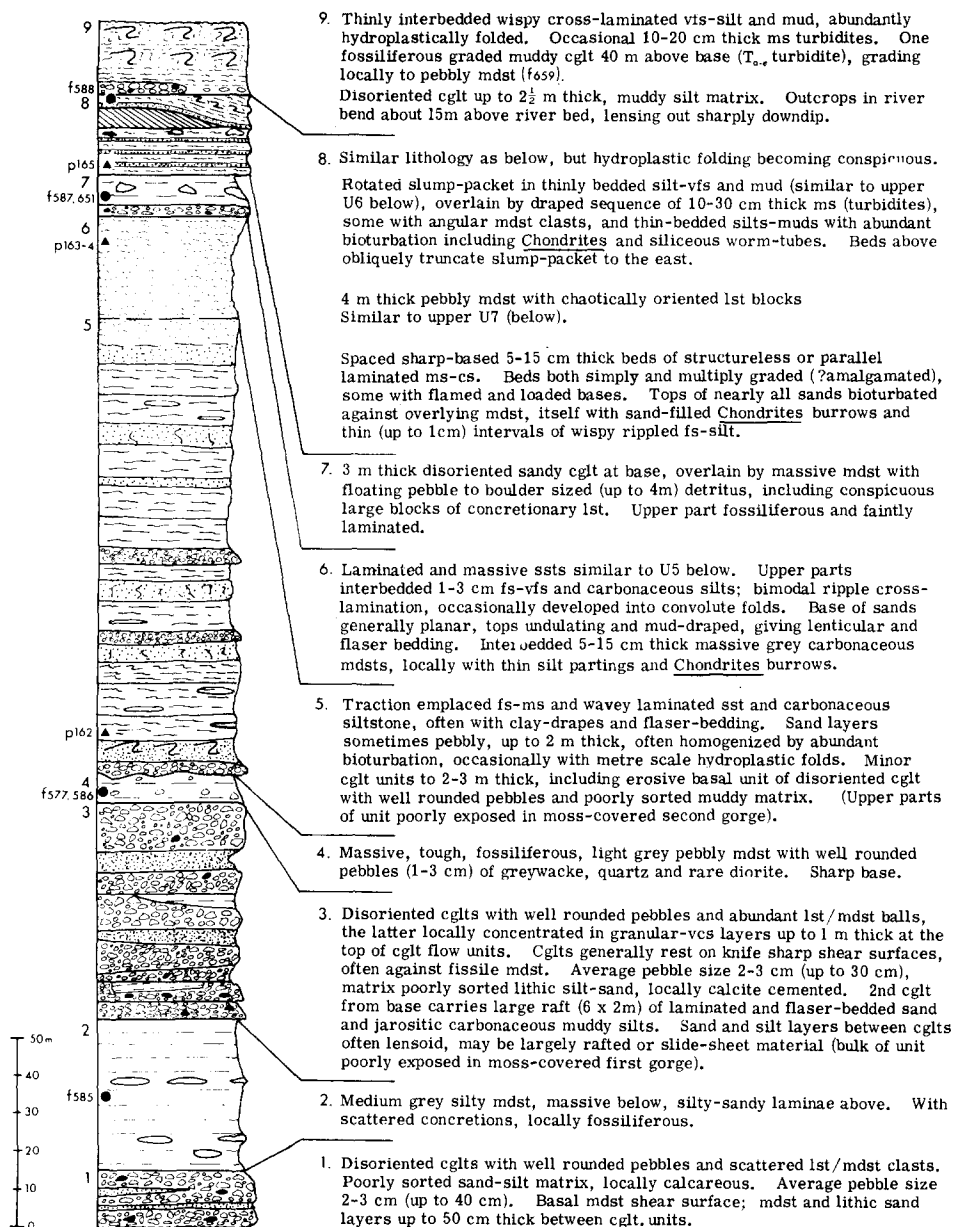 9
f588
8
p165
7
f587, 651
6
p163-4
5
p162
4
f577, 586
3
2
f585
1
50 m
40
30
20
10
0
9. Thinly interbedded wispy cross-laminated vfs-silt and mud, abundantly
hydroplastically folded. Occasional 10-20 cm thick ms turbidites. One
fossiliferous graded muddy cglt 40 m above base (Ta-e turbidite), grading
locally to pebbly mdst (f659).
Disoriented cglt up to 2½ m thick, muddy silt matrix. Outcrops in river
bend about 15m above river bed, lensing out sharply downdip.
8. Similar lithology as below, but hydroplastic folding becoming conspicuous.
Rotated slump-packet in thinly bedded silt-vfs and mud (similar to upper
U6 below), overlain by draped sequence of 10-30 cm thick ms (turbidites),
some with angular mdst clasts, and thin-bedded silts-muds with abundant
bioturbation including Chondrites and siliceous worm-tubes. Beds above
obliquely truncate slump-packet to the east.
4 m thick pebbly mdst with chaotically oriented lst blocks
Similar to upper U7 (below).
Spaced sharp-based 5-15 cm thick beds of structureless or parallel
laminated ms-cs. Beds both simply and multiply graded (?amalgamated),
some with flamed and loaded bases. Tops of nearly all sands bioturbated
against overlying mdst, itself with sand-filled Chondrites burrows and
thin (up to 1cm) intervals of wispy rippled fs-silt.
7. 3 m thick disoriented sandy cglt at base, overlain by massive mdst with
floating pebble to boulder sized (up to 4m) detritus, including conspicuous
large blocks of concretionary lst. Upper part fossiliferous and faintly
laminated.
6. Laminated and massive ssts similar to U5 below. Upper parts
interbedded 1-3 cm fs-vfs and carbonaceous silts; bimodal ripple cross-
lamination, occasionally developed into convolute folds. Base of sands
generally planar, tops undulating and mud-draped, giving lenticular and
flaser bedding. Interbedded 5-15 cm thick massive grey carbonaceous
mdsts, locally with thin silt partings and Chondrites burrows.
5. Traction emplaced fs-ms and wavey laminated sst and carbonaceous
siltstone, often with clay-drapes and flaser-bedding. Sand layers
sometimes pebbly, up to 2 m thick, often homogenized by abundant
bioturbation, occasionally with metre scale hydroplastic folds. Minor
cglt units to 2-3 m thick, including erosive basal unit of disoriented cglt
with well rounded pebbles and poorly sorted muddy matrix. (Upper parts
of unit poorly exposed in moss-covered second gorge).
4. Massive, tough, fossiliferous, light grey pebbly mdst with well rounded
pebbles (1-3 cm) of greywacke, quartz and rare diorite. Sharp base.
3. Disoriented cglts with well rounded pebbles and abundant lst/mdst balls,
the latter locally concentrated in granular-vcs layers up to 1 m thick at the
top of cglt flow units. Cglts generally rest on knife sharp shear surfaces,
often against fissile mdst. Average pebble size 2-3 cm (up to 30 cm),
matrix poorly sorted lithic silt-sand, locally calcite cemented. 2nd cglt
from base carries large raft (6 x 2m) of laminated and flaser-bedded sand
and jarositic carbonaceous muddy silts. Sand and silt layers between cglts
often lensoid, may be largely rafted or slide-sheet material (bulk of unit
poorly exposed in moss-covered first gorge).
2. Medium grey silty mdst, massive below, silty-sandy laminae above. With
scattered concretions, locally fossiliferous.
1. Disoriented cglts with well rounded pebbles and scattered lst/mdst clasts.
Poorly sorted sand-silt matrix, locally calcareous. Average pebble size
2-3 cm (up to 40 cm). Basal mdst shear surface; mdst and lithic sand
layers up to 50 cm thick between cglt. units.